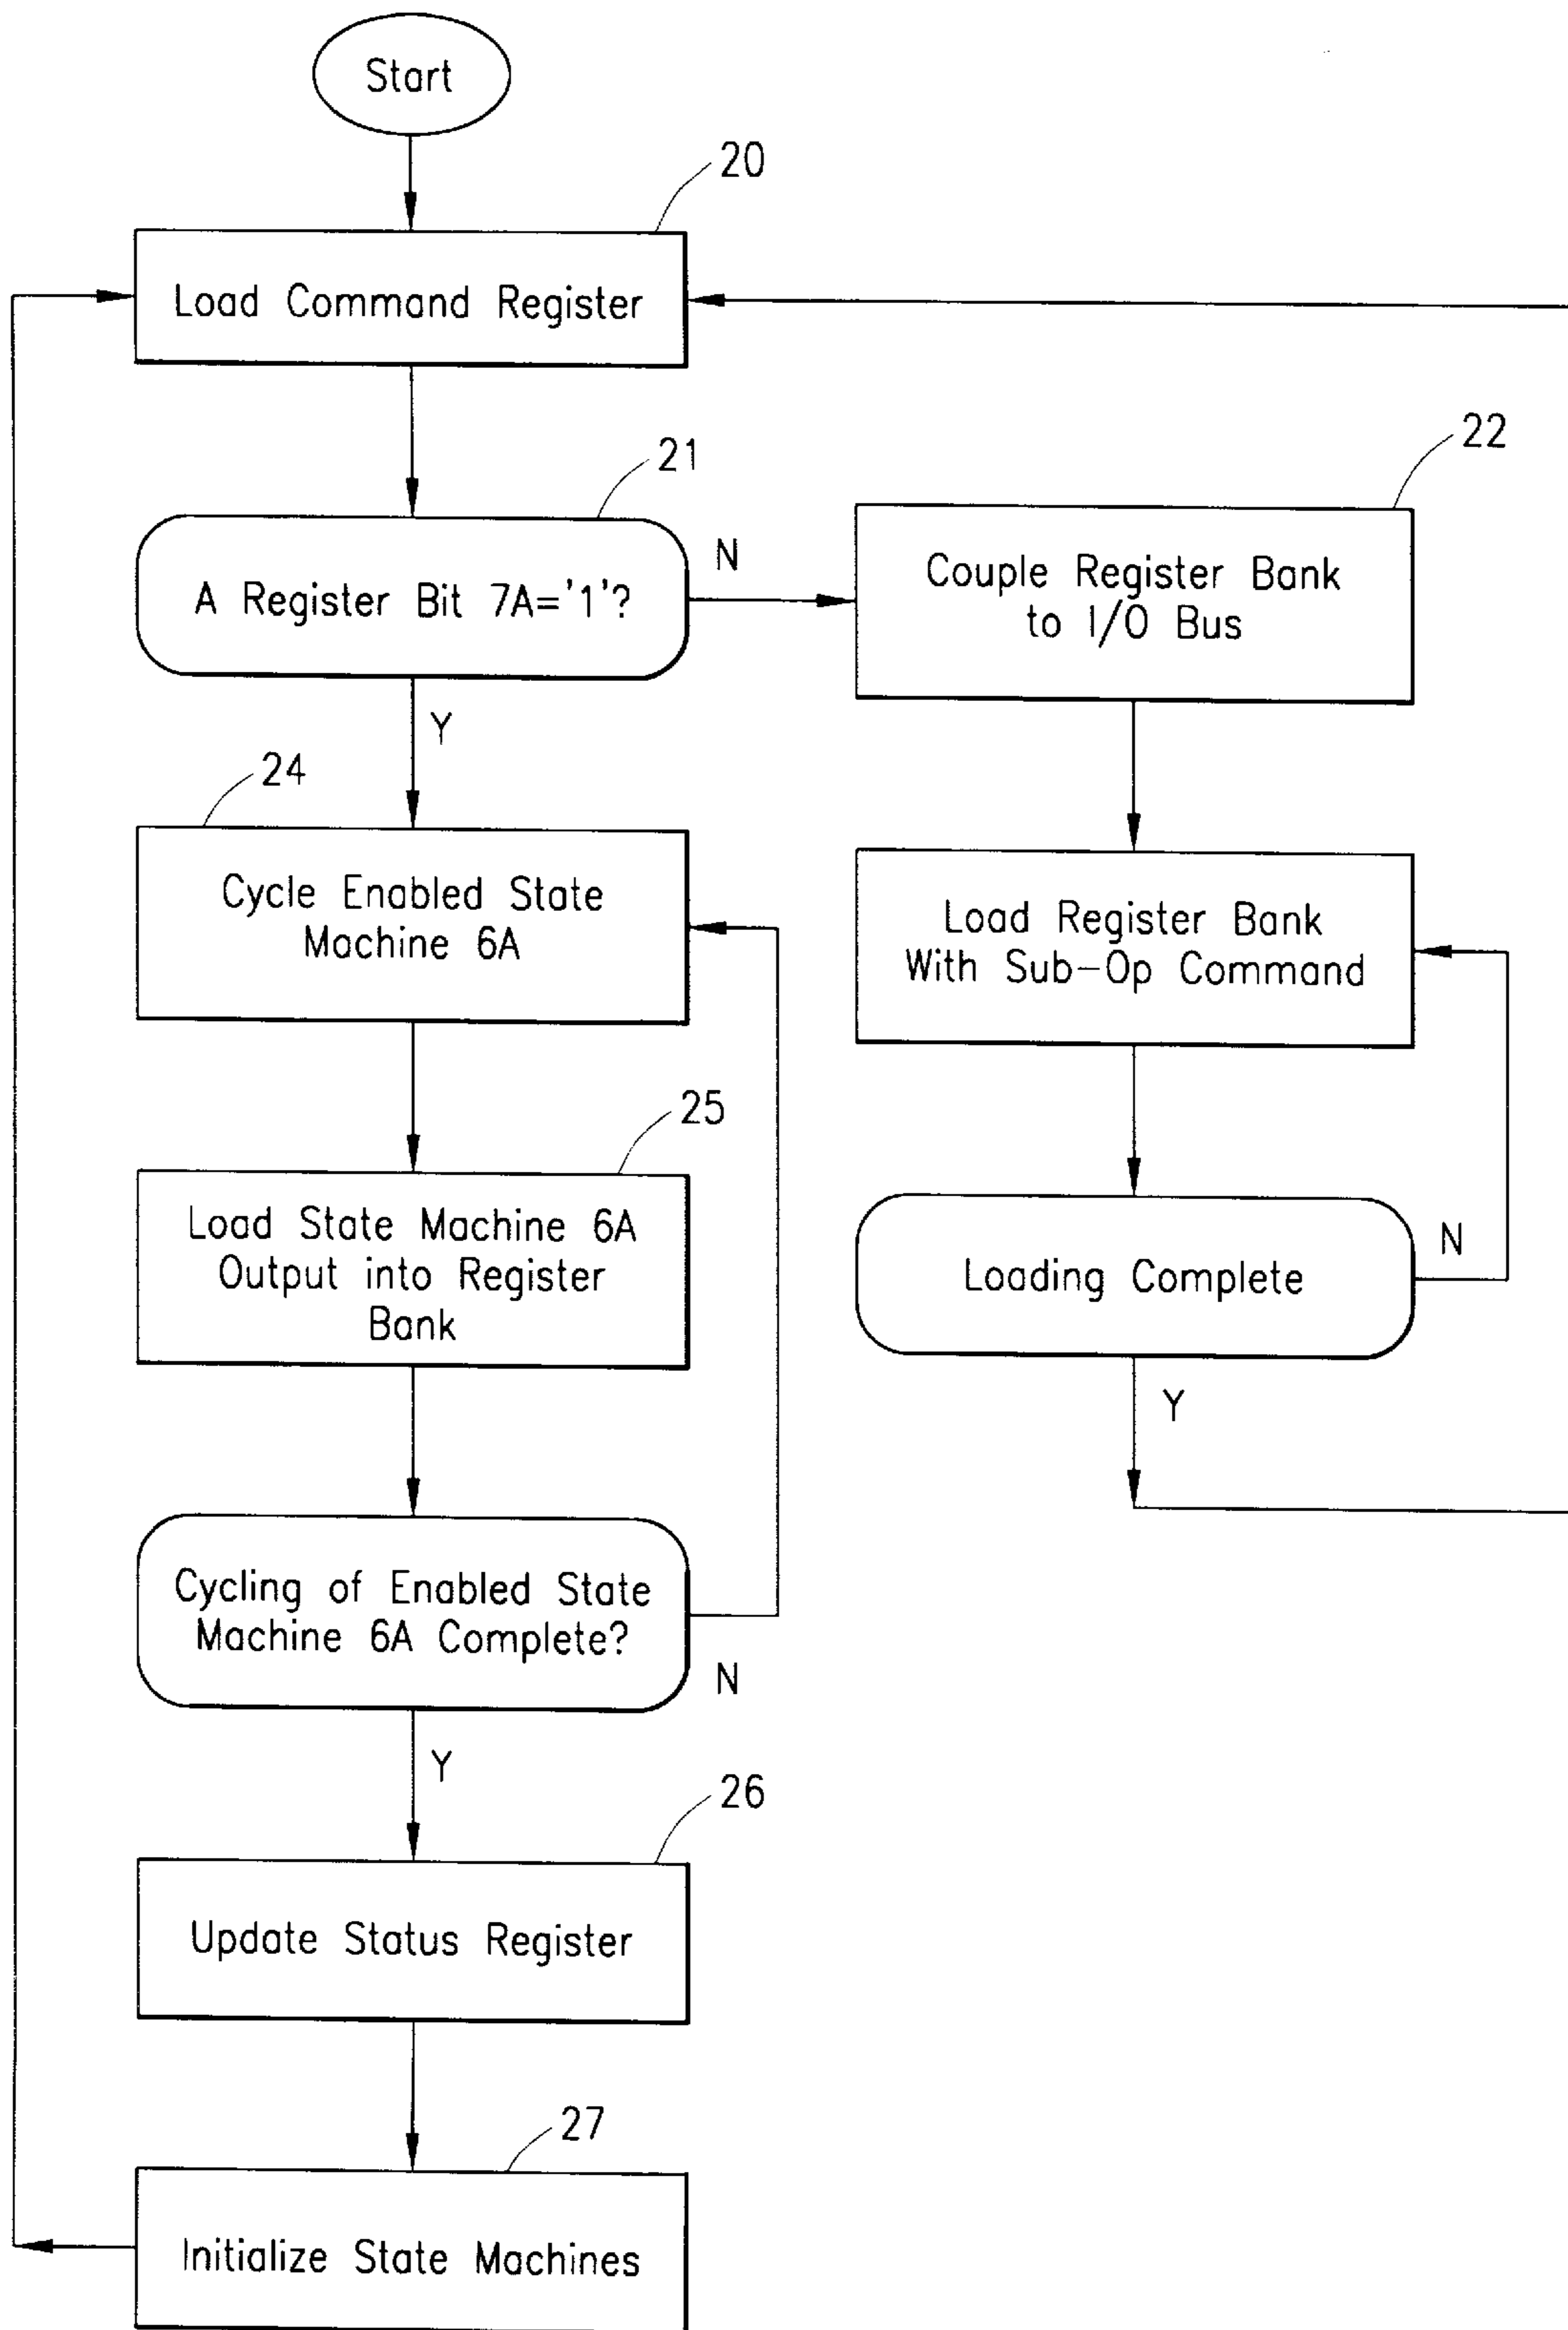 Start
20
Load Command Register
21
22
A Register Bit 7A='1'?
N
Couple Register Bank
to I/O Bus
Y
24
Cycle Enabled State
Machine 6A
Load Register Bank
With Sub-Op Command
25
Load State Machine 6A
Output into Register
Bank
Loading Complete
N
Y
Cycling of Enabled State
Machine 6A Complete?
N
Y
26
Update Status Register
27
Initialize State Machines